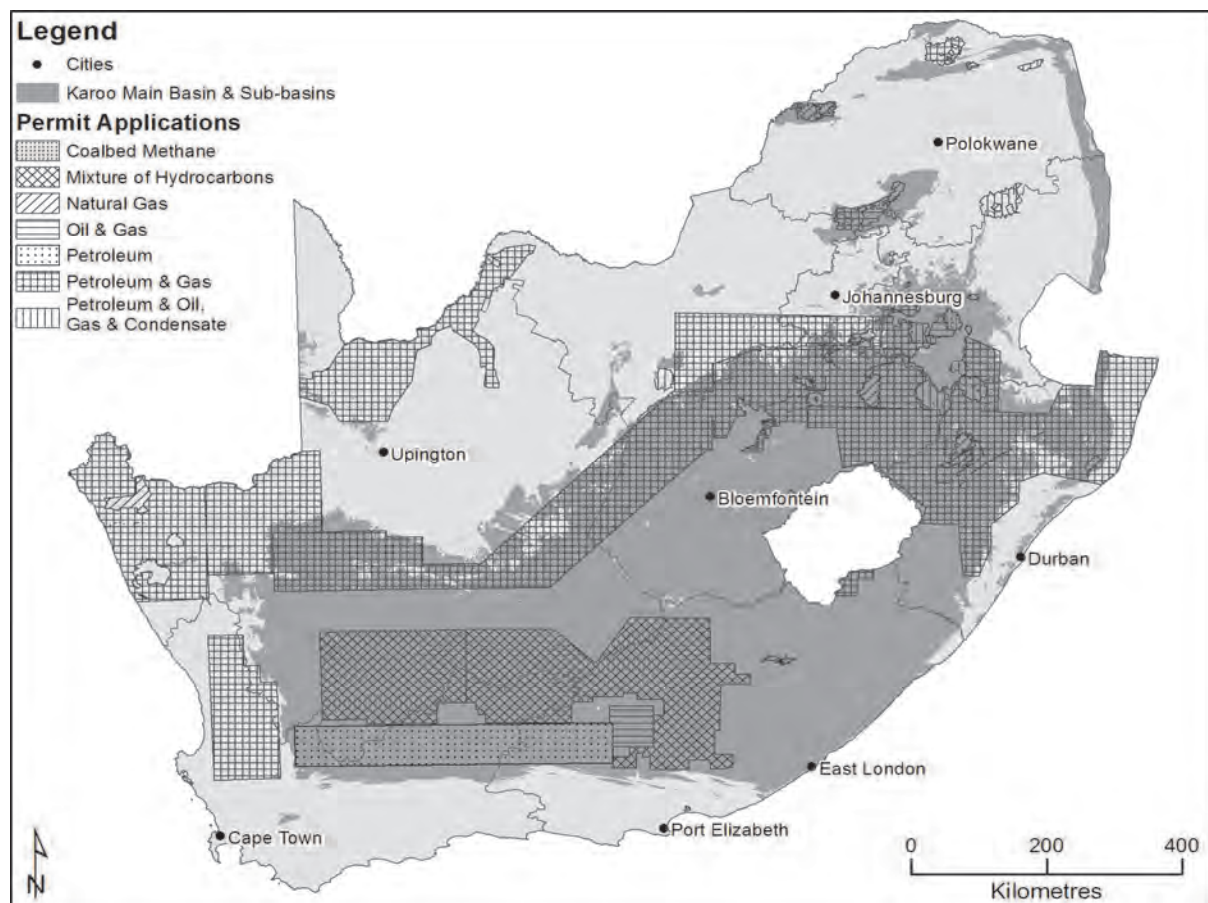 Legend
Cities
Karoo Main Basin & Sub-basins
Permit Applications
Coalbed Methane
Mixture of Hydrocarbons
Natural Gas
Oil & Gas
Petroleum
Petroleum & Gas
Petroleum & Oil,
Gas & Condensate
Polokwane
Johannesburg
Upington
Bloemfontein
Durban
East London
Port Elizabeth
Cape Town
N
0 200 400
Kilometres